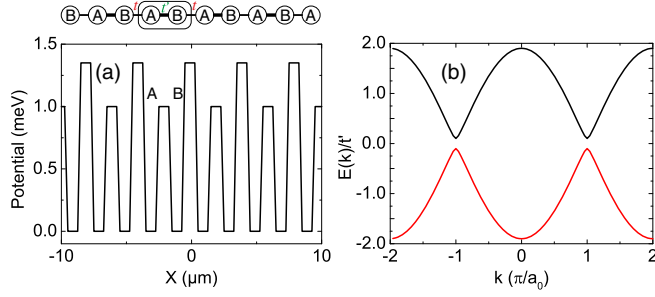 B A B A B A B A B A
t t' t
1.5
1.0
0.5
0.0
Potential (meV)
(a)
A B
-10 -5 0 5 10
X (μm)
2.0
1.0
0.0
-1.0
-2.0
E(k)/t'
(b)
-2 -1 0 1 2
k (π/a₀)